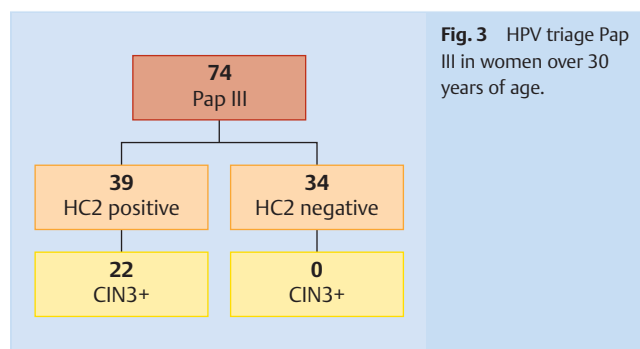 74
Pap III
39
HC2 positive
34
HC2 negative
22
CIN3+
0
CIN3+
Fig. 3 HPV triage Pap
III in women over 30
years of age.